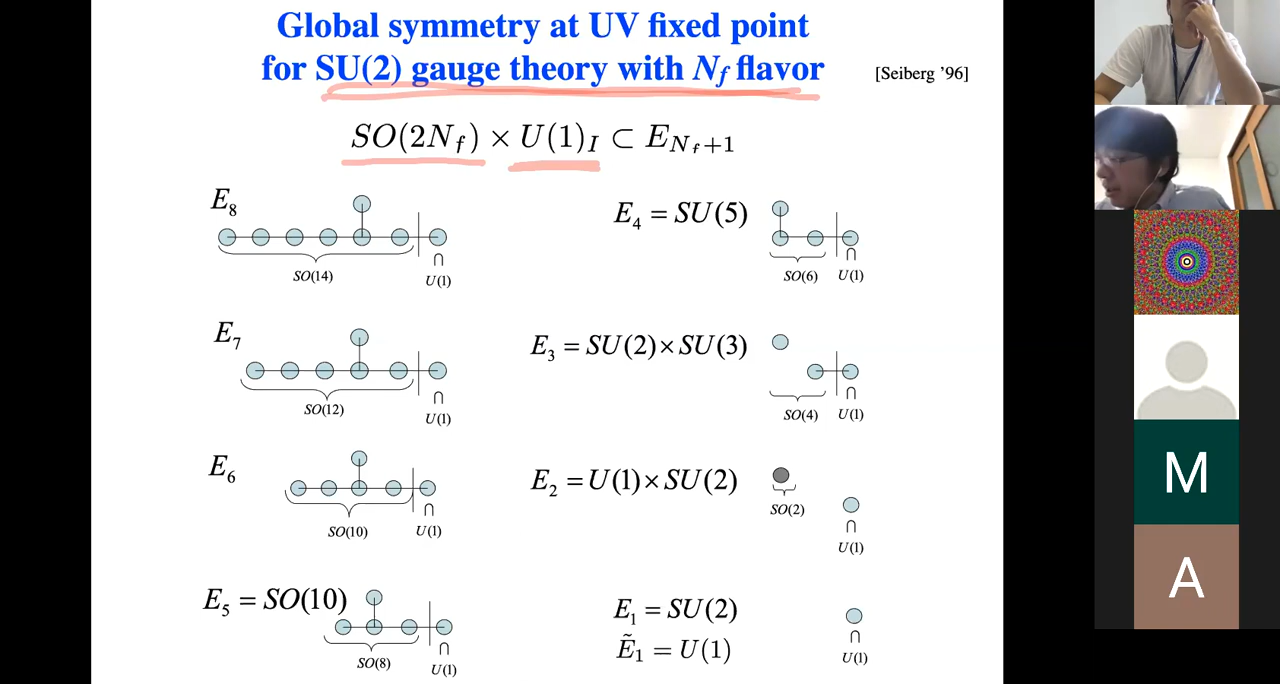 Global symmetry at UV fixed point
for SU(2) gauge theory with N_f flavor
[Seiberg ’96]
SO(2N_f) × U(1)_I ⊂ E_{N_f+1}
E_8
SO(14)
∩
U(1)
E_7
SO(12)
∩
U(1)
E_6
SO(10)
∩
U(1)
E_5 = SO(10)
SO(8)
∩
U(1)
E_4 = SU(5)
SO(6)
∩
U(1)
E_3 = SU(2)×SU(3)
SO(4)
∩
U(1)
E_2 = U(1)×SU(2)
SO(2)
∩
U(1)
E_1 = SU(2)
Ẽ_1 = U(1)
∩
U(1)
M
A